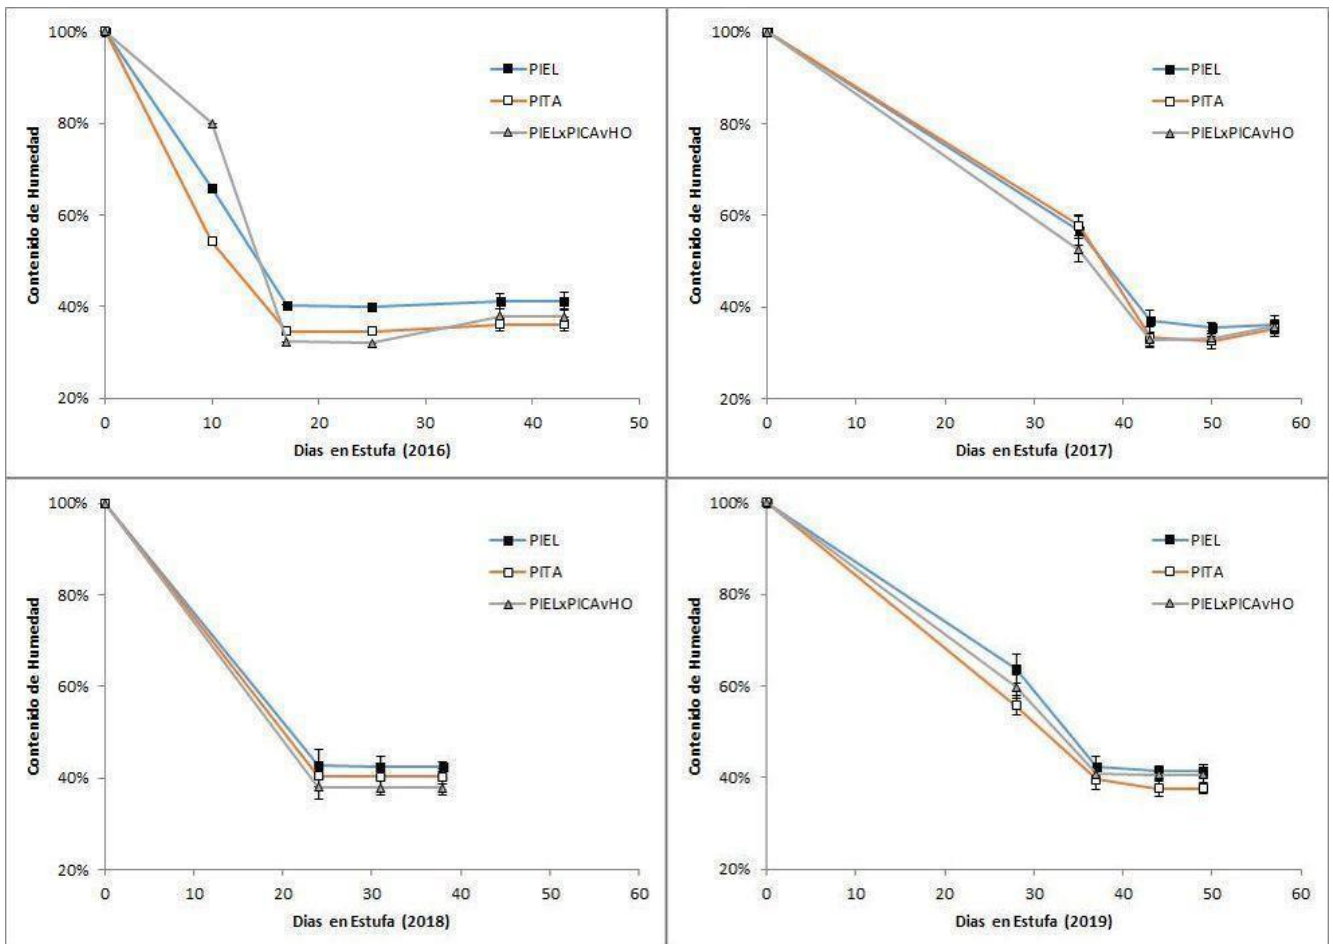 100%
80%
60%
40%
20%
Contenido de Humedad
PIEL
PITA
PIELxPICAvHO
0 10 20 30 40 50
Dias en Estufa (2016)
100%
80%
60%
40%
20%
Contenido de Humedad
PIEL
PITA
PIELxPICAvHO
0 10 20 30 40 50 60
Dias en Estufa (2017)
100%
80%
60%
40%
20%
Contenido de Humedad
PIEL
PITA
PIELxPICAvHO
0 10 20 30 40 50 60
Dias en Estufa (2018)
100%
80%
60%
40%
20%
Contenido de Humedad
PIEL
PITA
PIELxPICAvHO
0 10 20 30 40 50 60
Dias en Estufa (2019)